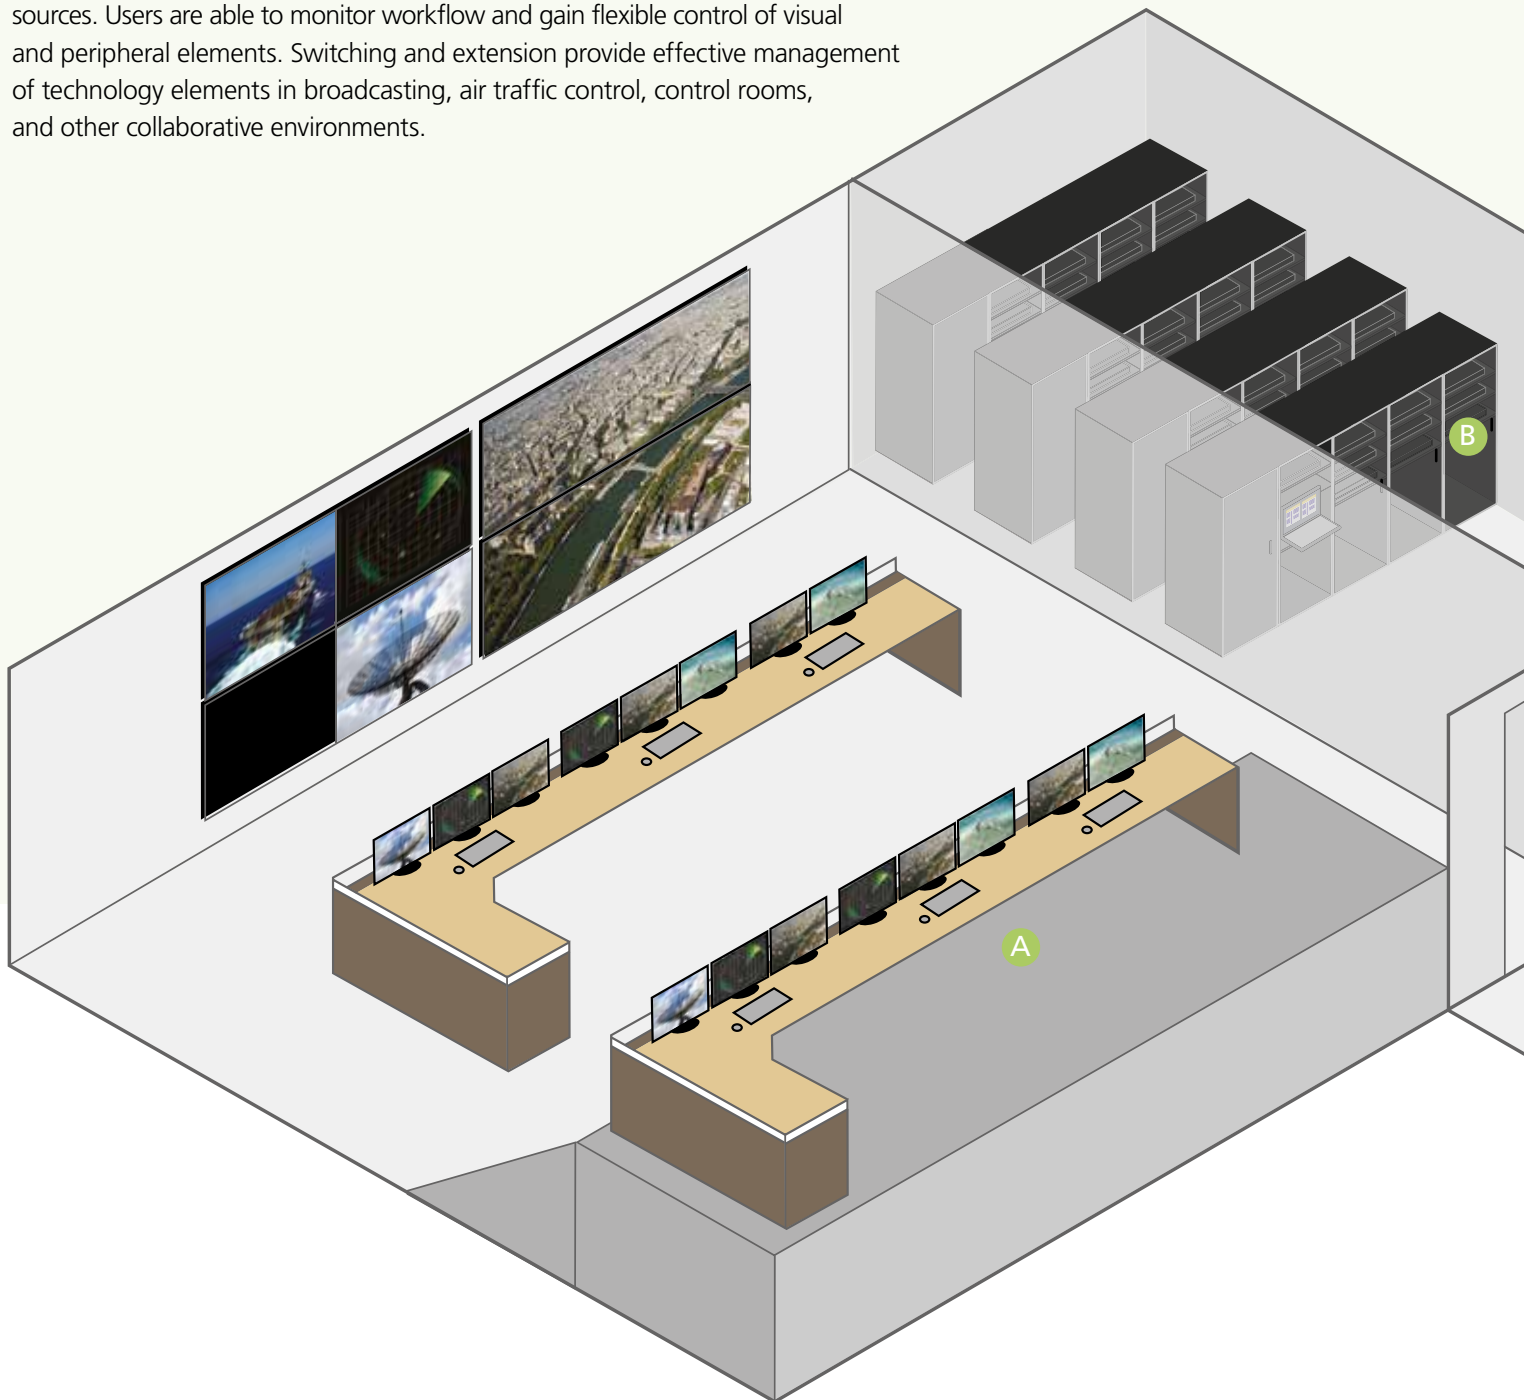 sources. Users are able to monitor workflow and gain flexible control of visual
and peripheral elements. Switching and extension provide effective management
of technology elements in broadcasting, air traffic control, control rooms,
and other collaborative environments.
B
A